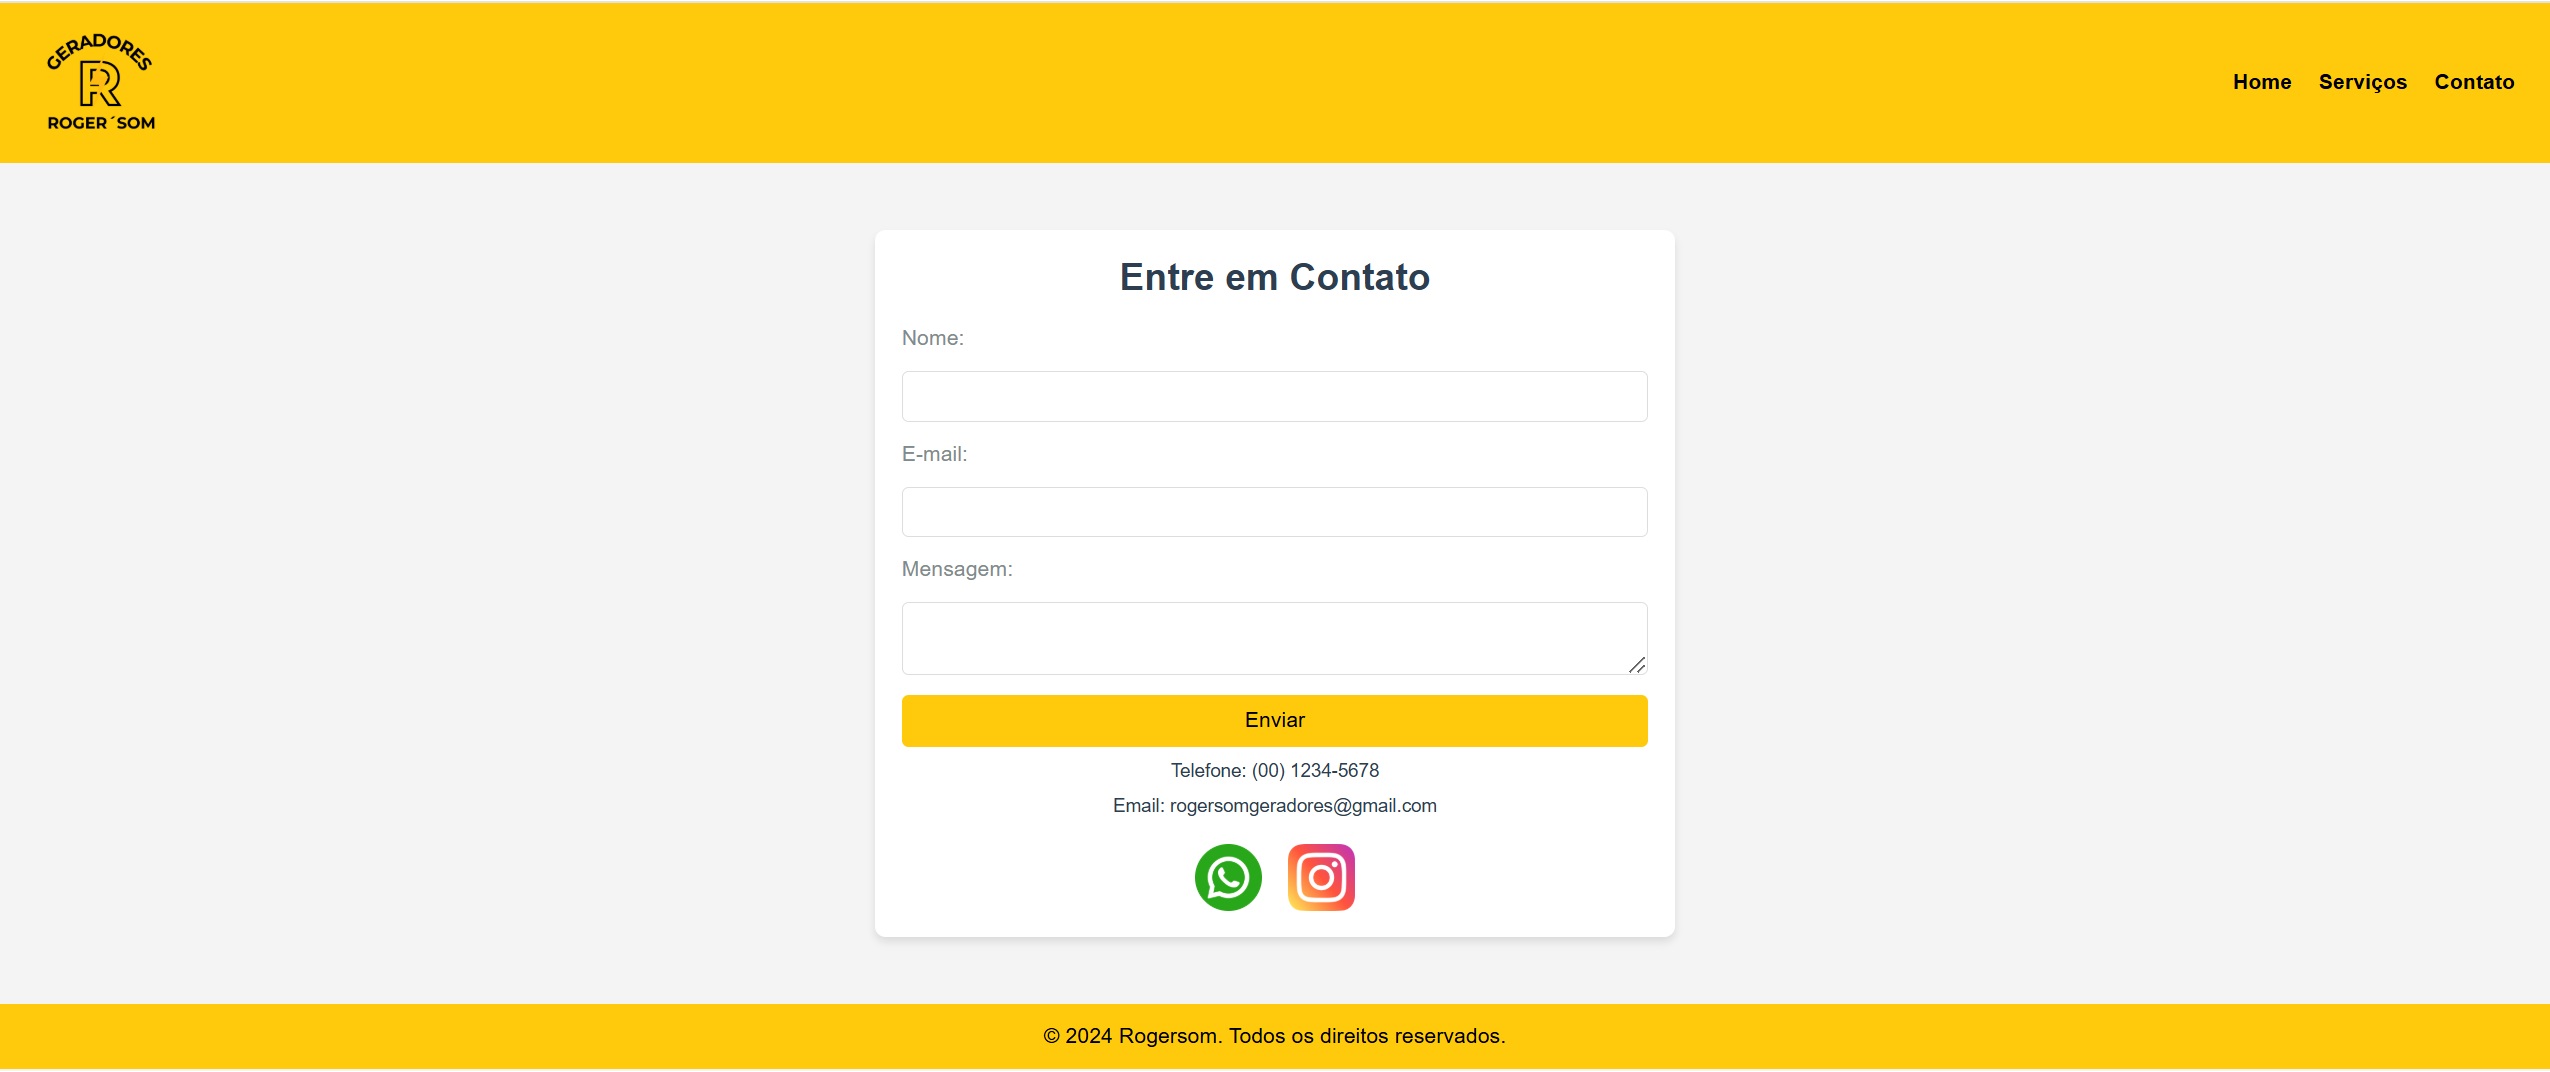 GERADORES
R
ROGER´SOM
Home Serviços Contato
Entre em Contato
Nome:
E-mail:
Mensagem:
Enviar
Telefone: (00) 1234-5678
Email: rogersomgeradores@gmail.com
© 2024 Rogersom. Todos os direitos reservados.